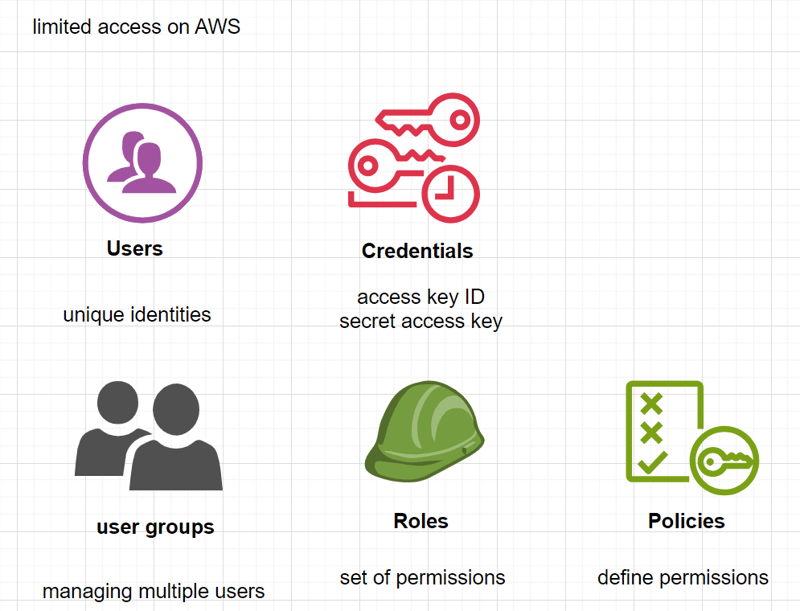 limited access on AWS
Users
Credentials
unique identities
access key ID
secret access key
user groups
Roles
Policies
managing multiple users
set of permissions
define permissions